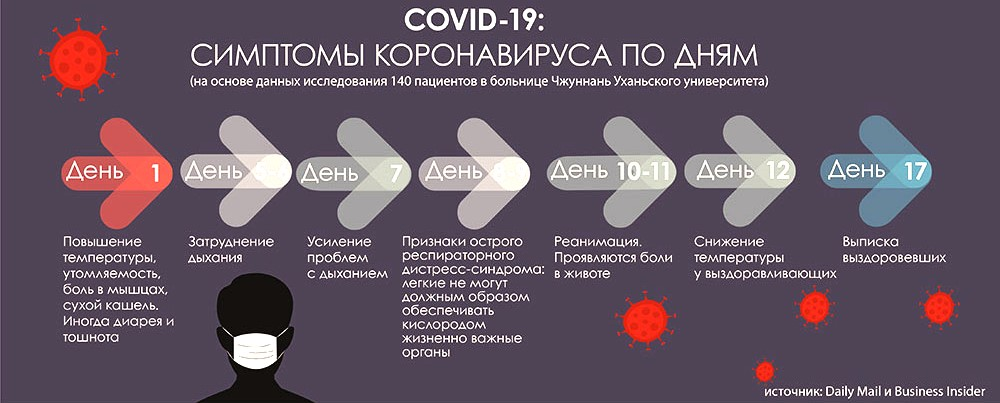 COVID-19:
СИМПТОМЫ КОРОНАВИРУСА ПО ДНЯМ
(на основе данных исследования 140 пациентов в больнице Чжуннань Уханьского университета)
День 1
Повышение
температуры,
утомляемость,
боль в мышцах,
сухой кашель.
Иногда диарея и
тошнота
День
Затруднение
дыхания
День 7
Усиление
проблем
с дыханием
День
Признаки острого
респираторного
дистресс-синдрома:
легкие не могут
должным образом
обеспечивать
кислородом
жизненно важные
органы
День 10-11
Реанимация.
Проявляются боли
в животе
День 12
Снижение
температуры
у выздоравливающих
День 17
Выписка
выздоровевших
источник: Daily Mail и Business Insider